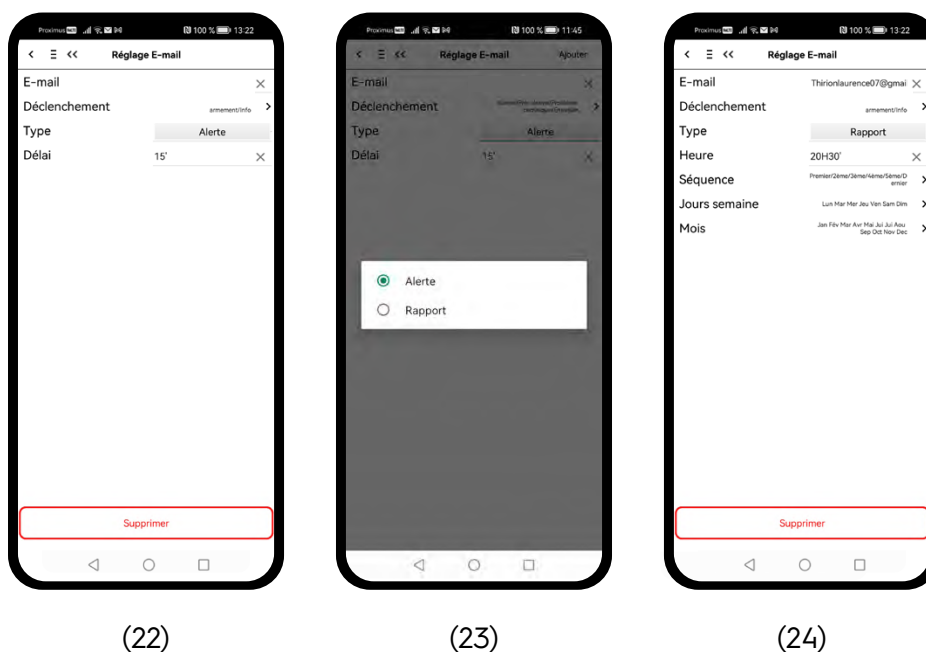 Proximus 100 % 13:22
< << Réglage E-mail
E-mail
Déclenchement armement/info >
Type Alerte
Délai 15'
Supprimer
(22)
Proximus 100 % 11:45
< << Réglage E-mail Ajouter
E-mail
Déclenchement >
Type Alerte
Délai 15'
Alerte
Rapport
(23)
Proximus 100 % 13:22
< << Réglage E-mail
E-mail Thirionlaurence07@gmai
Déclenchement armement/info >
Type Rapport
Heure 20H30'
Séquence Premier/2ème/3ème/4ème/5ème/D
ernier >
Jours semaine Lun Mar Mer Jeu Ven Sam Dim >
Mois Jan Fév Mar Avr Mai Jui Jui Aou
Sep Oct Nov Dec >
Supprimer
(24)